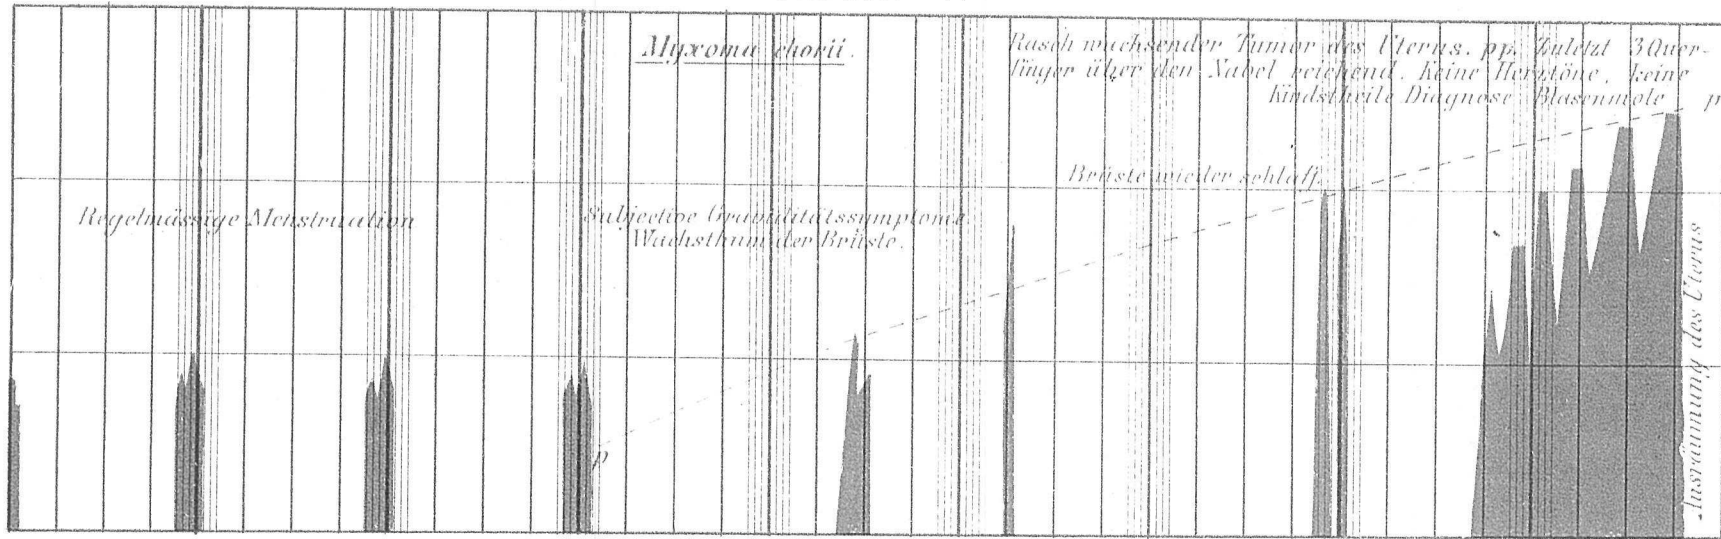 Myxoma chorii.
Rasch wachsender Tumor des Uterus. pp. Zuletzt 3 Quer-
finger über den Nabel reichend. Keine Herztöne, keine
Kindstheile Diagnose: Blasenmole
p
Brüste wieder schlaff.
Regelmässige Menstruation
Subjective Graviditätssymptome
Wachsthum der Brüste.
p
Ausräumung des Uterus